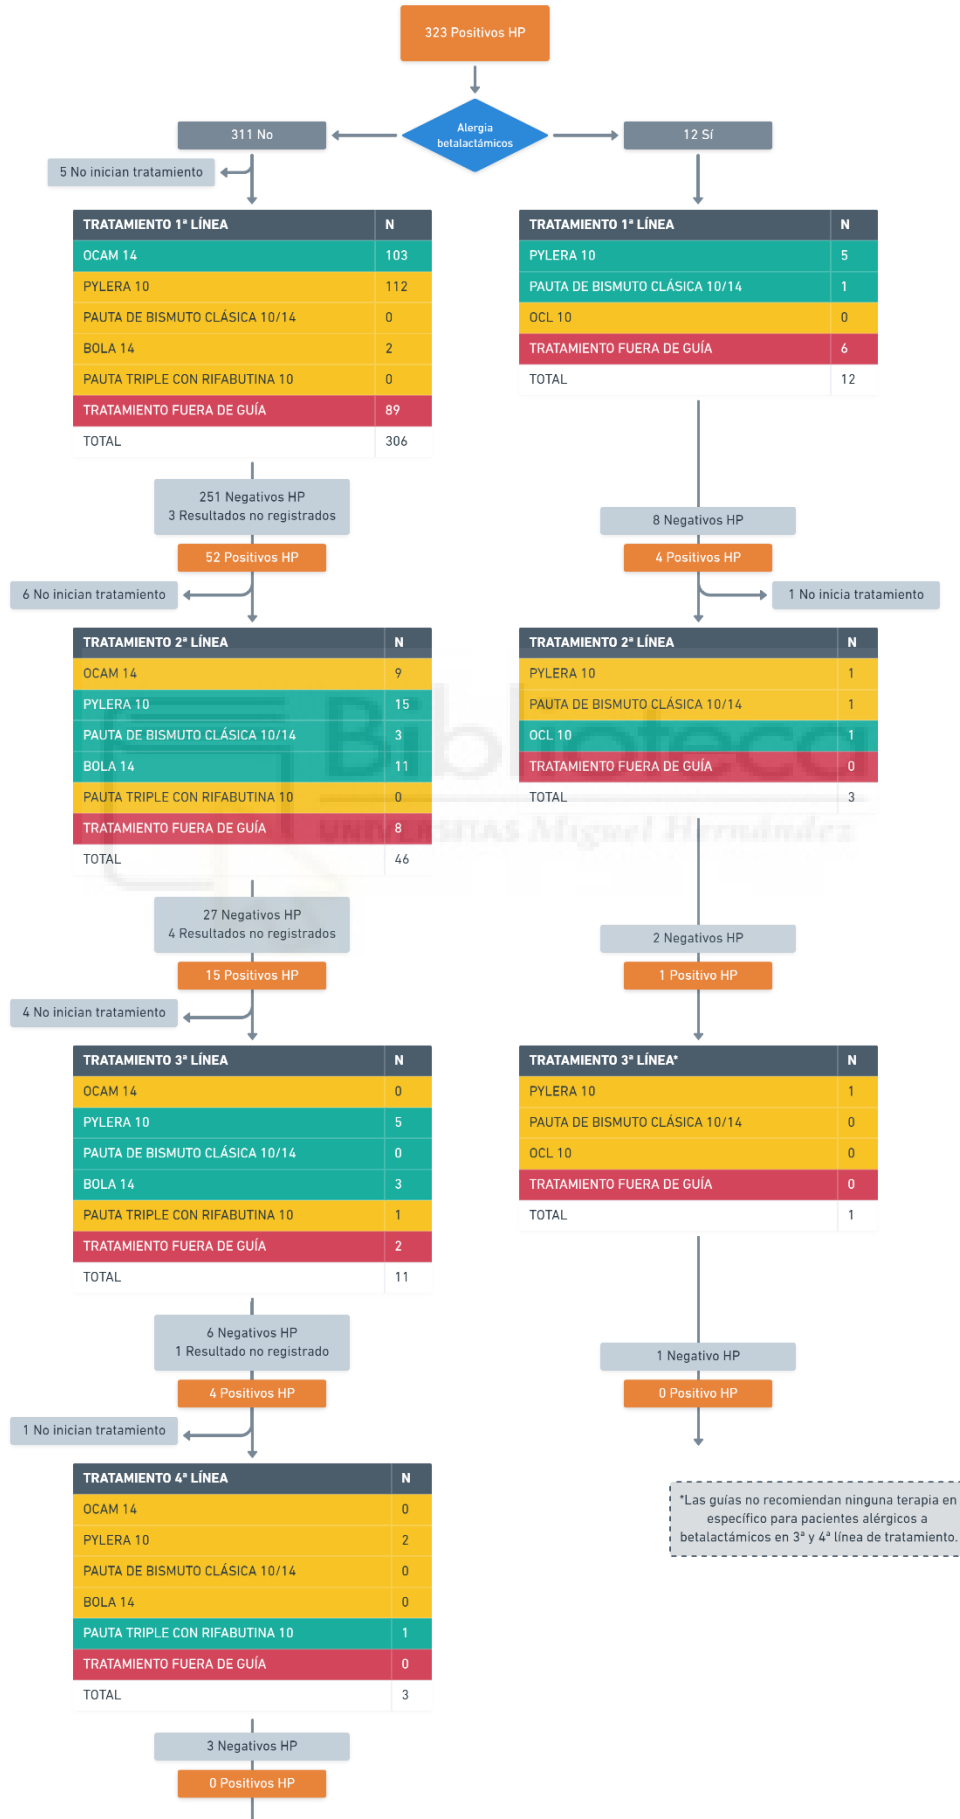 323 Positivos HP
Alergia
betalactámicos
311 No
12 Sí
5 No inician tratamiento
TRATAMIENTO 1ª LÍNEA N
OCAM 14 103
PYLERA 10 112
PAUTA DE BISMUTO CLÁSICA 10/14 0
BOLA 14 2
PAUTA TRIPLE CON RIFABUTINA 10 0
TRATAMIENTO FUERA DE GUÍA 89
TOTAL 306
TRATAMIENTO 1ª LÍNEA N
PYLERA 10 5
PAUTA DE BISMUTO CLÁSICA 10/14 1
OCL 10 0
TRATAMIENTO FUERA DE GUÍA 6
TOTAL 12
251 Negativos HP
3 Resultados no registrados
52 Positivos HP
6 No inician tratamiento
8 Negativos HP
4 Positivos HP
1 No inicia tratamiento
TRATAMIENTO 2ª LÍNEA N
OCAM 14 9
PYLERA 10 15
PAUTA DE BISMUTO CLÁSICA 10/14 3
BOLA 14 11
PAUTA TRIPLE CON RIFABUTINA 10 0
TRATAMIENTO FUERA DE GUÍA 8
TOTAL 46
TRATAMIENTO 2ª LÍNEA N
PYLERA 10 1
PAUTA DE BISMUTO CLÁSICA 10/14 1
OCL 10 1
TRATAMIENTO FUERA DE GUÍA 0
TOTAL 3
Biblioteca
UNIVERSITAS Miguel Hernández
27 Negativos HP
4 Resultados no registrados
15 Positivos HP
4 No inician tratamiento
2 Negativos HP
1 Positivo HP
TRATAMIENTO 3ª LÍNEA N
OCAM 14 0
PYLERA 10 5
PAUTA DE BISMUTO CLÁSICA 10/14 0
BOLA 14 3
PAUTA TRIPLE CON RIFABUTINA 10 1
TRATAMIENTO FUERA DE GUÍA 2
TOTAL 11
TRATAMIENTO 3ª LÍNEA* N
PYLERA 10 1
PAUTA DE BISMUTO CLÁSICA 10/14 0
OCL 10 0
TRATAMIENTO FUERA DE GUÍA 0
TOTAL 1
6 Negativos HP
1 Resultado no registrado
4 Positivos HP
1 No inician tratamiento
1 Negativo HP
0 Positivo HP
TRATAMIENTO 4ª LÍNEA N
OCAM 14 0
PYLERA 10 2
PAUTA DE BISMUTO CLÁSICA 10/14 0
BOLA 14 0
PAUTA TRIPLE CON RIFABUTINA 10 1
TRATAMIENTO FUERA DE GUÍA 0
TOTAL 3
*Las guías no recomiendan ninguna terapia en
específico para pacientes alérgicos a
betalactámicos en 3ª y 4ª línea de tratamiento.
3 Negativos HP
0 Positivos HP